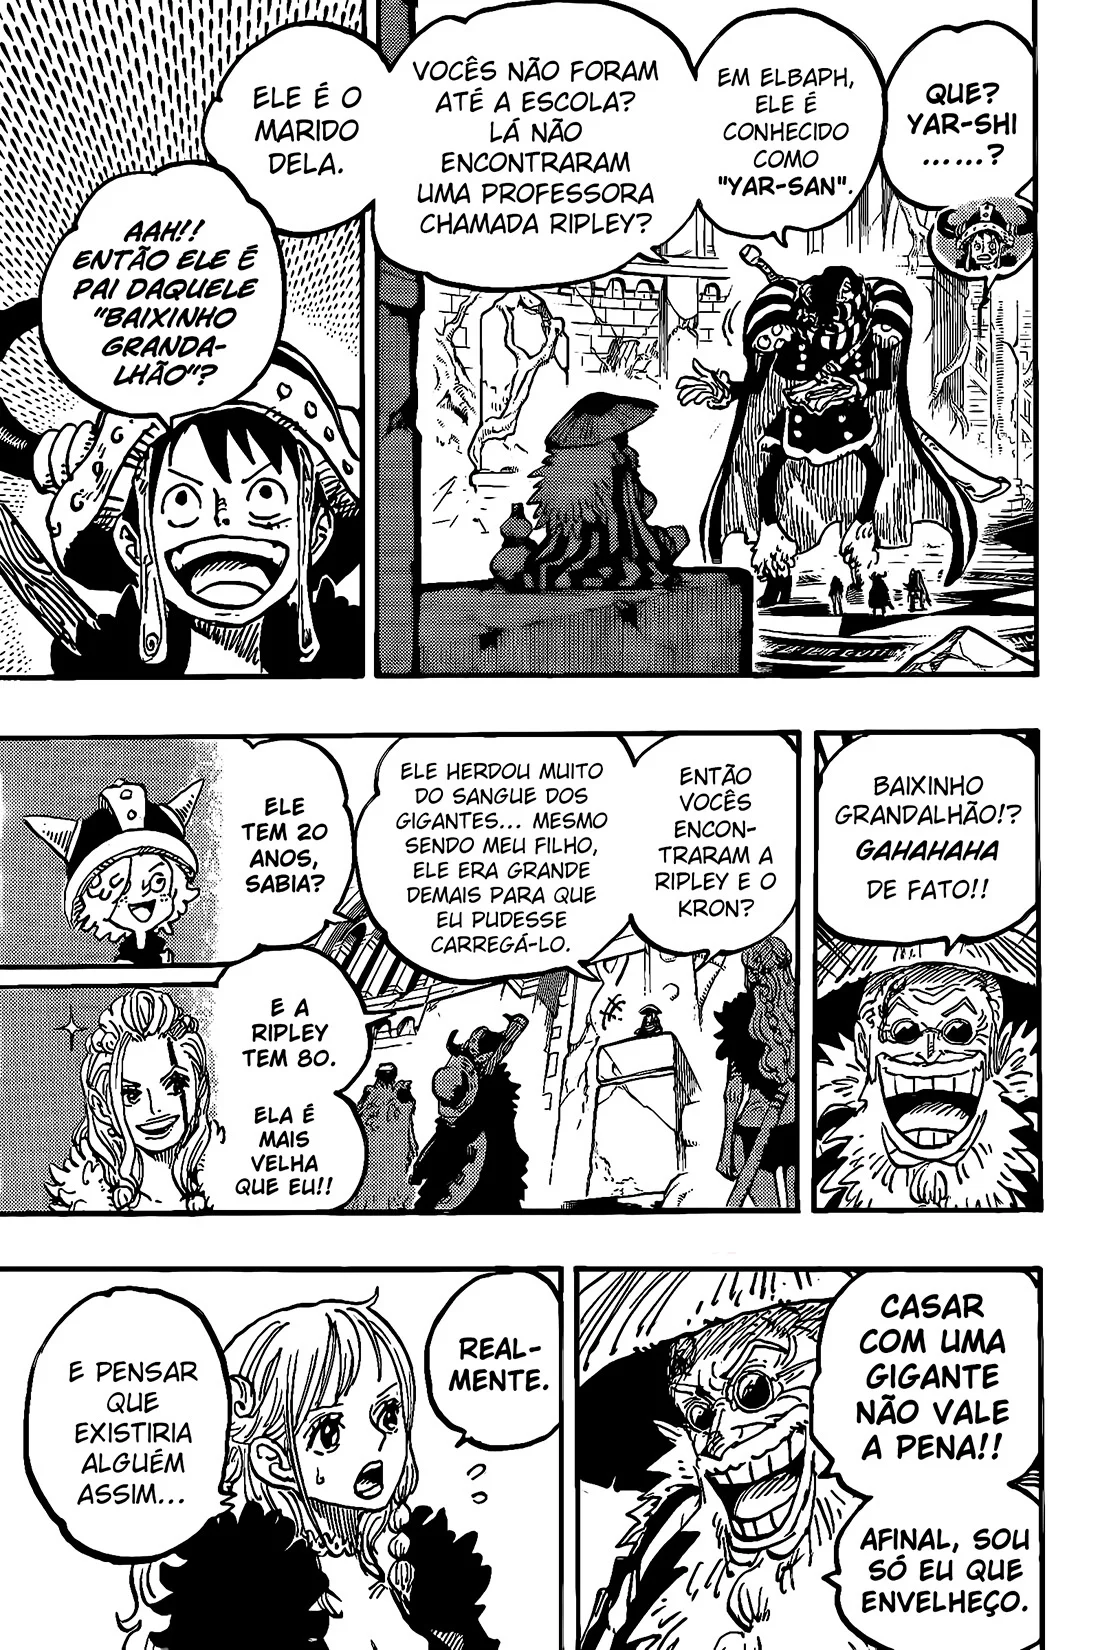 QUE?
YAR-SHI
......?
EM ELBAPH,
ELE É
CONHECIDO
COMO
"YAR-SAN".
VOCÊS NÃO FORAM
ATÉ A ESCOLA?
LÁ NÃO
ENCONTRARAM
UMA PROFESSORA
CHAMADA RIPLEY?
ELE É O
MARIDO
DELA.
AAH!!
ENTÃO ELE É
PAI DAQUELE
"BAIXINHO
GRANDA-
LHÃO"?
BAIXINHO
GRANDALHÃO!?
GAHAHAHA
DE FATO!!
ENTÃO
VOCÊS
ENCON-
TRARAM A
RIPLEY E O
KRON?
ELE HERDOU MUITO
DO SANGUE DOS
GIGANTES... MESMO
SENDO MEU FILHO,
ELE ERA GRANDE
DEMAIS PARA QUE
EU PUDESSE
CARREGÁ-LO.
ELE
TEM 20
ANOS,
SABIA?
E A
RIPLEY
TEM 80.
ELA É
MAIS
VELHA
QUE EU!!
CASAR
COM UMA
GIGANTE
NÃO VALE
A PENA!!
AFINAL, SOU
SÓ EU QUE
ENVELHEÇO.
REAL-
MENTE.
E PENSAR
QUE
EXISTIRIA
ALGUÉM
ASSIM...